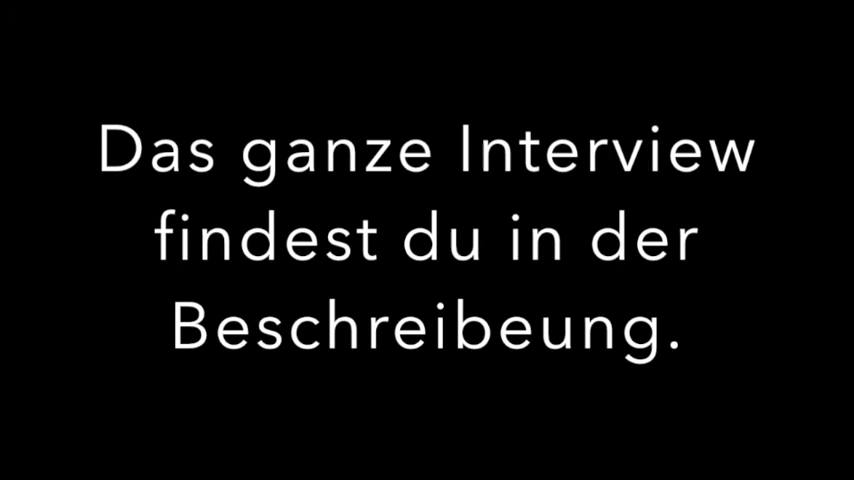 Das ganze Interview
findest du in der
Beschreibeung.